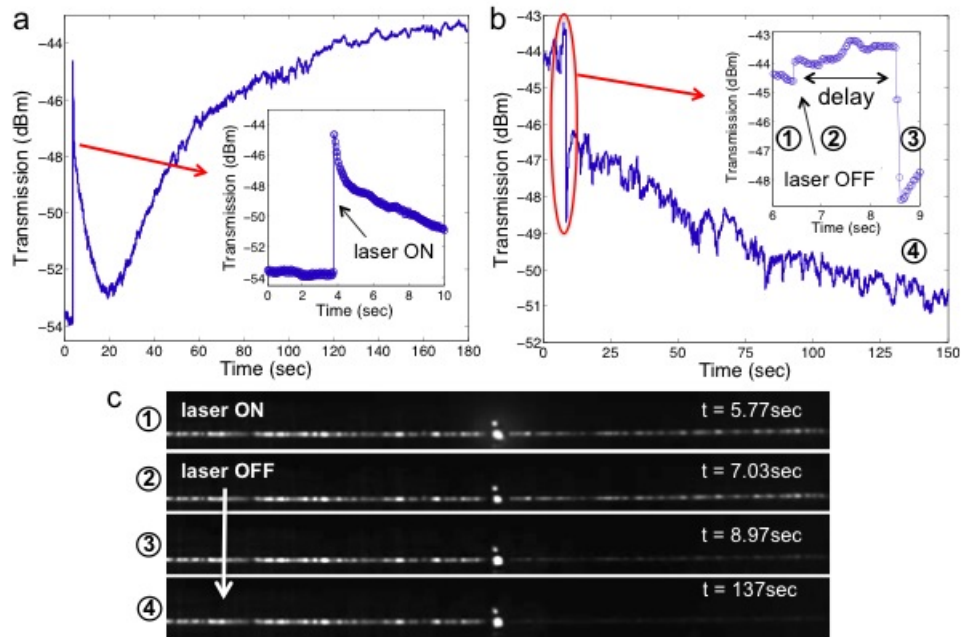 a
Transmission (dBm)
−44
−46
−48
−50
−52
−54
0 20 40 60 80 100 120 140 160 180
Time (sec)
Transmission (dBm)
−44
−46
−48
−50
−52
−54
0 2 4 6 8 10
Time (sec)
laser ON
b
Transmission (dBm)
−43
−44
−45
−46
−47
−48
−49
−50
−51
−52
0 25 50 75 100 125 150
Time (sec)
④
Transmission (dBm)
−43
−44
−45
−46
−47
−48
6 7 8 9
Time (sec)
delay
① ② ③
laser OFF
c
① laser ON t = 5.77sec
② laser OFF t = 7.03sec
③ t = 8.97sec
④ t = 137sec